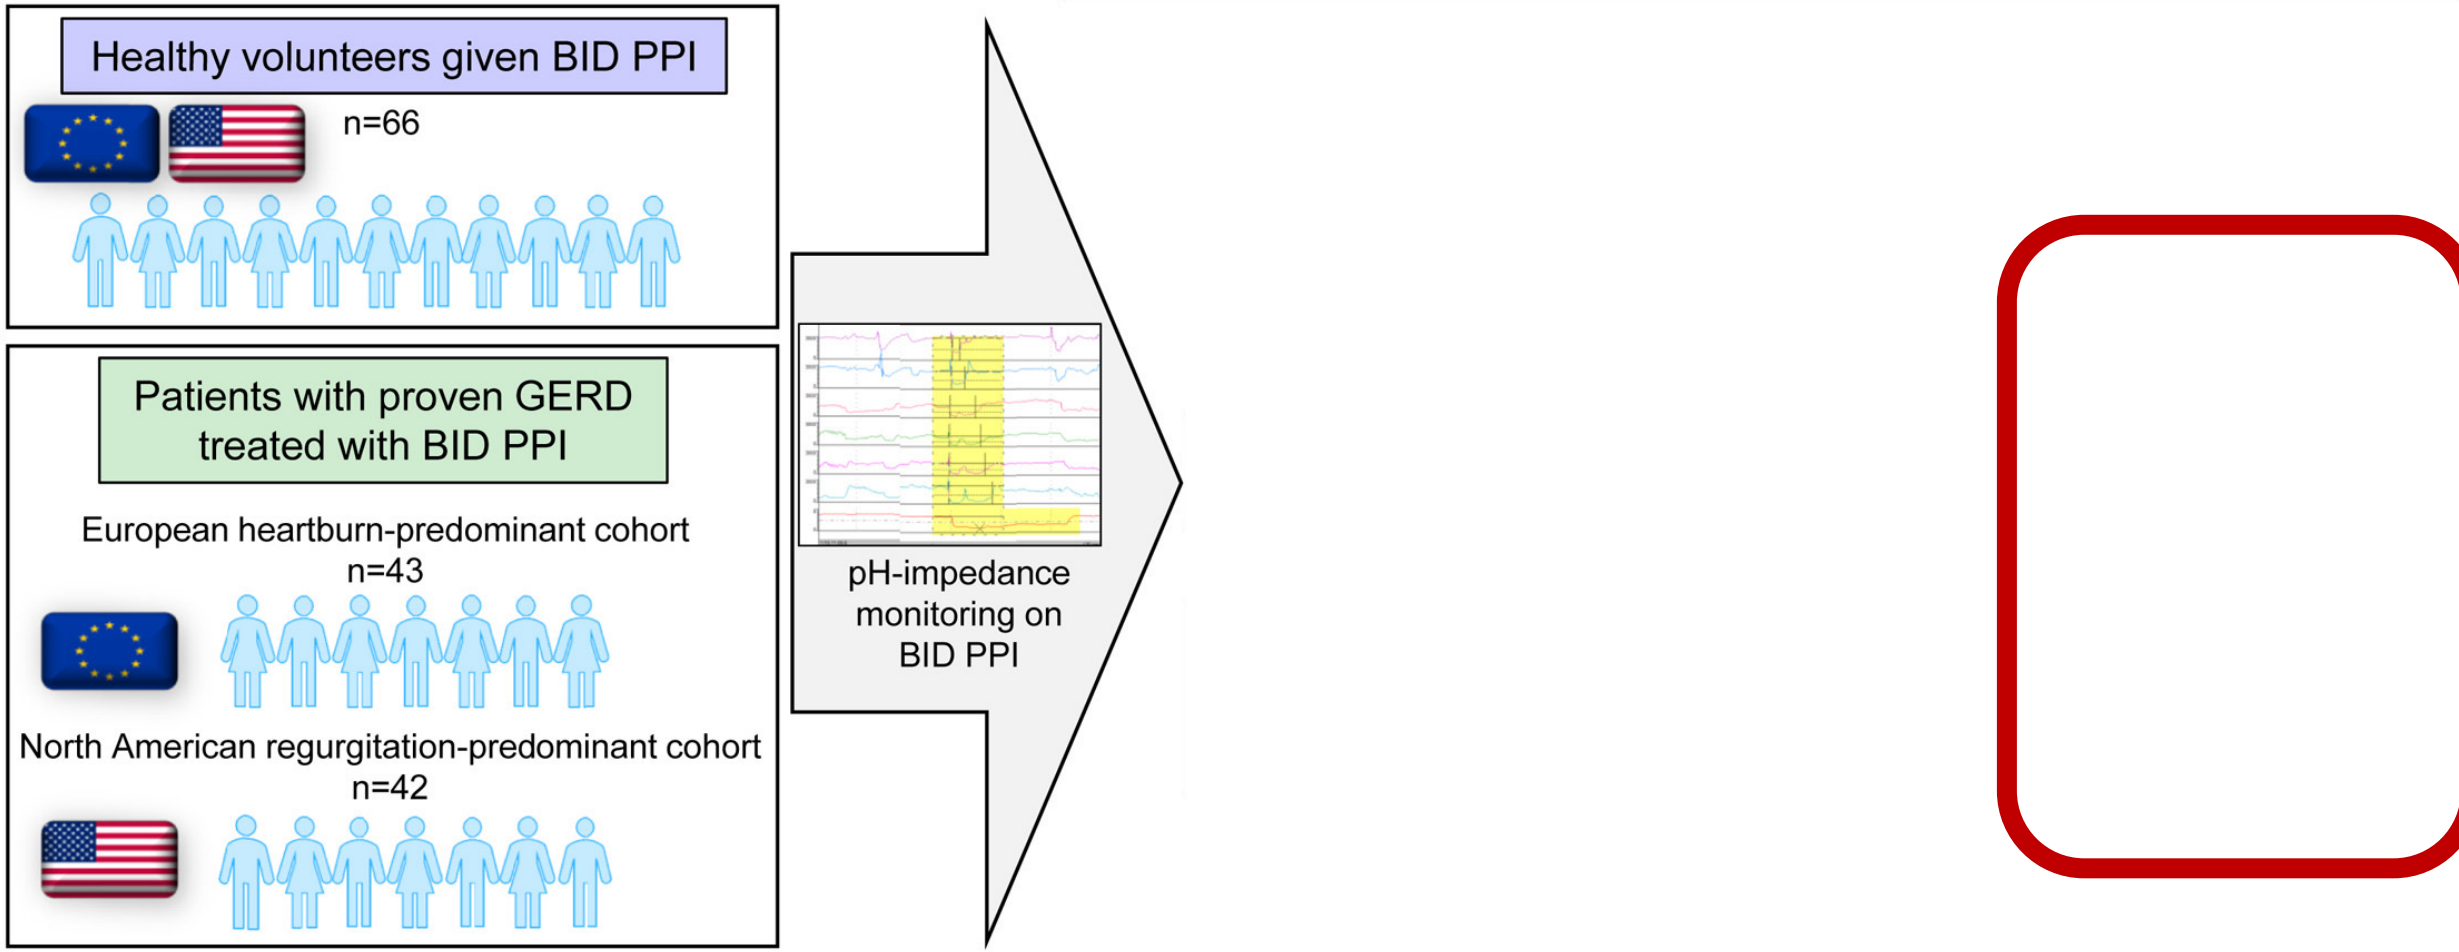 Healthy volunteers given BID PPI
n=66
Patients with proven GERD
treated with BID PPI
European heartburn-predominant cohort
n=43
North American regurgitation-predominant cohort
n=42
pH-impedance
monitoring on
BID PPI